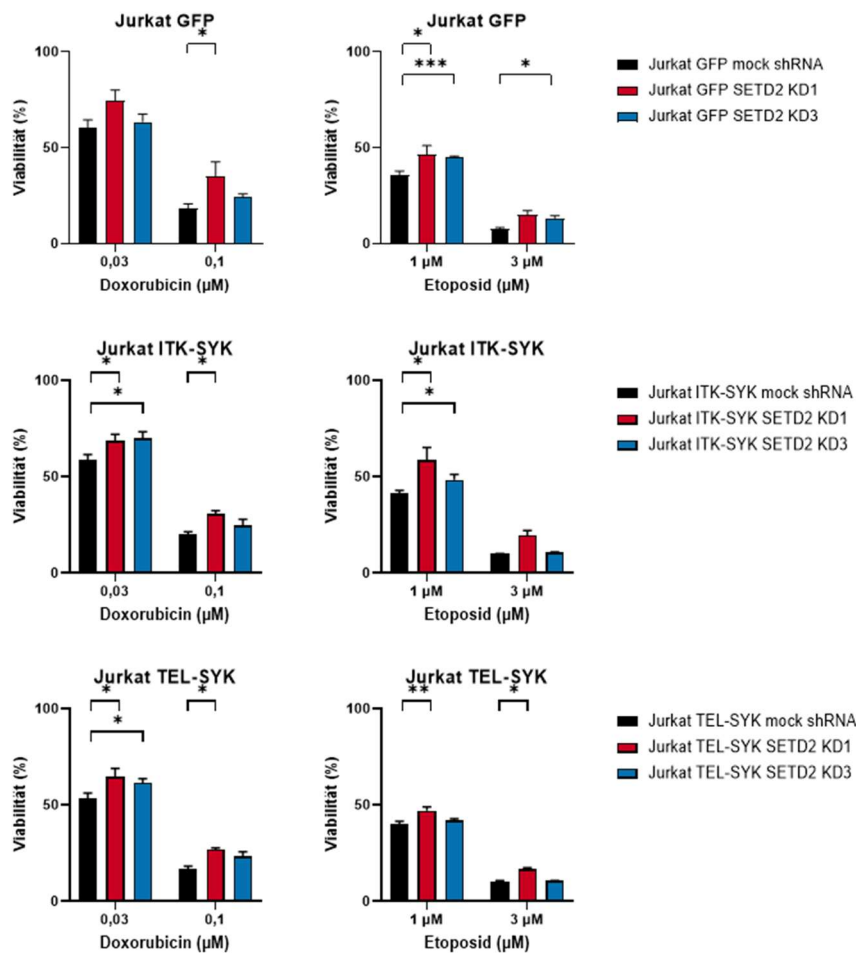 Jurkat GFP
*
100
50
0
Viabilität (%)
0,03
0,1
Doxorubicin (µM)
Jurkat GFP
*
***
*
100
50
0
Viabilität (%)
1 µM
3 µM
Etoposid (µM)
Jurkat GFP mock shRNA
Jurkat GFP SETD2 KD1
Jurkat GFP SETD2 KD3
Jurkat ITK-SYK
*
*
*
100
50
0
Viabilität (%)
0,03
0,1
Doxorubicin (µM)
Jurkat ITK-SYK
*
*
100
50
0
Viabilität (%)
1 µM
3 µM
Etoposid (µM)
Jurkat ITK-SYK mock shRNA
Jurkat ITK-SYK SETD2 KD1
Jurkat ITK-SYK SETD2 KD3
Jurkat TEL-SYK
*
*
*
100
50
0
Viabilität (%)
0,03
0,1
Doxorubicin (µM)
Jurkat TEL-SYK
**
*
100
50
0
Viabilität (%)
1 µM
3 µM
Etoposid (µM)
Jurkat TEL-SYK mock shRNA
Jurkat TEL-SYK SETD2 KD1
Jurkat TEL-SYK SETD2 KD3